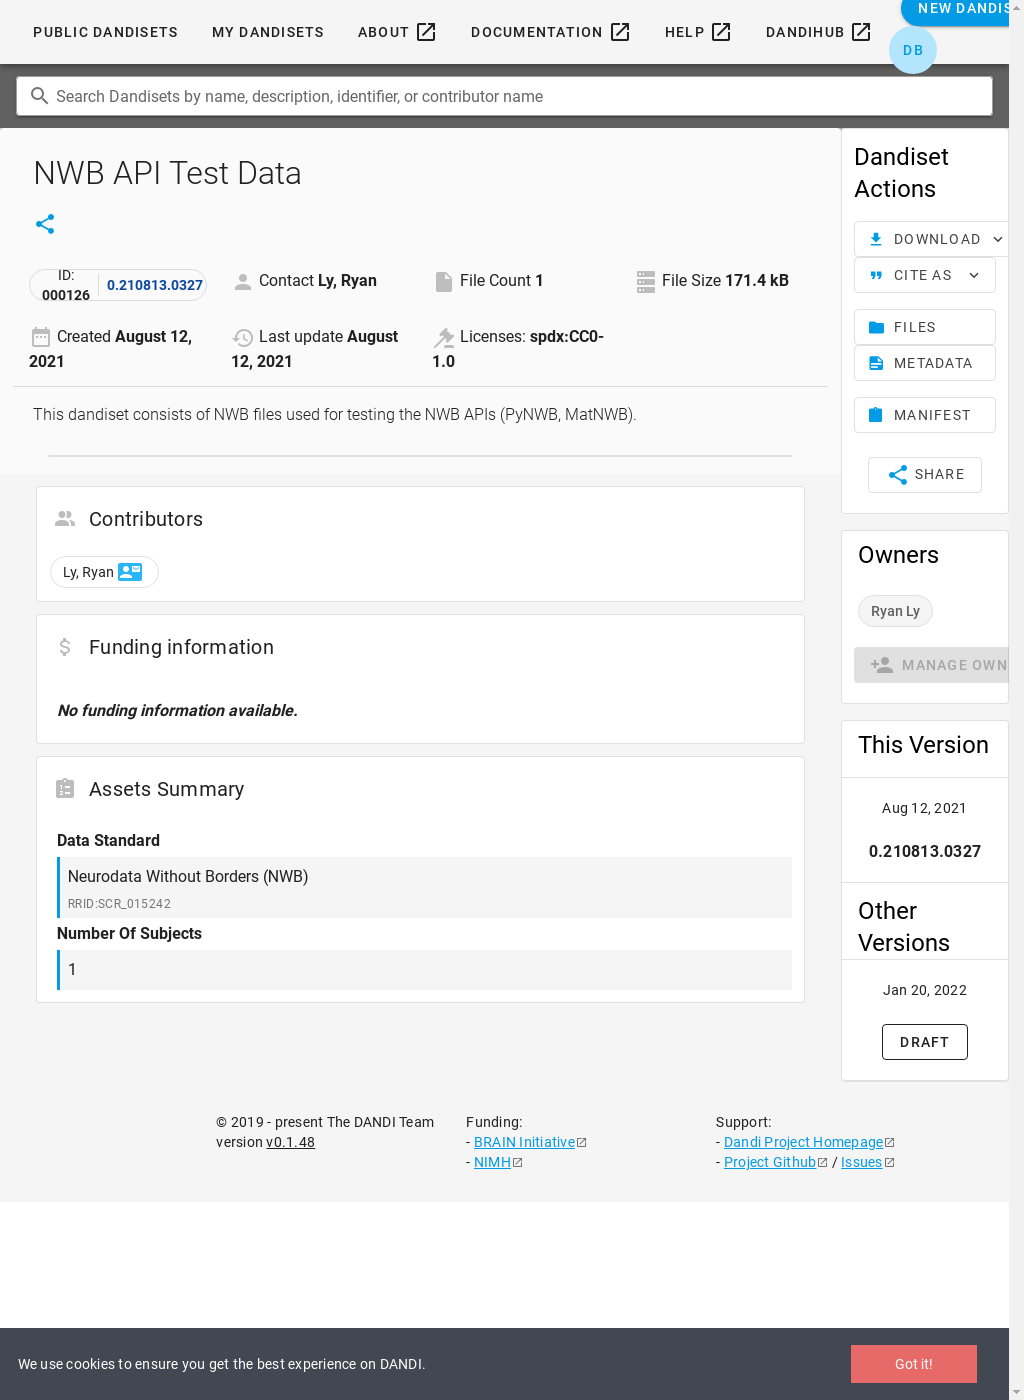 PUBLIC DANDISETS MY DANDISETS ABOUT DOCUMENTATION HELP DANDIHUB NEW DANDIS
DB
Search Dandisets by name, description, identifier, or contributor name
NWB API Test Data
ID: 000126 0.210813.0327
Contact Ly, Ryan
File Count 1
File Size 171.4 kB
Created August 12, 2021
Last update August 12, 2021
Licenses: spdx:CC0-1.0
This dandiset consists of NWB files used for testing the NWB APIs (PyNWB, MatNWB).
Contributors
Ly, Ryan
Funding information
No funding information available.
Assets Summary
Data Standard
Neurodata Without Borders (NWB)
RRID:SCR_015242
Number Of Subjects
1
Dandiset
Actions
DOWNLOAD
CITE AS
FILES
METADATA
MANIFEST
SHARE
Owners
Ryan Ly
MANAGE OWN
This Version
Aug 12, 2021
0.210813.0327
Other
Versions
Jan 20, 2022
DRAFT
© 2019 - present The DANDI Team
version v0.1.48
Funding:
- BRAIN Initiative
- NIMH
Support:
- Dandi Project Homepage
- Project Github / Issues
We use cookies to ensure you get the best experience on DANDI.
Got it!